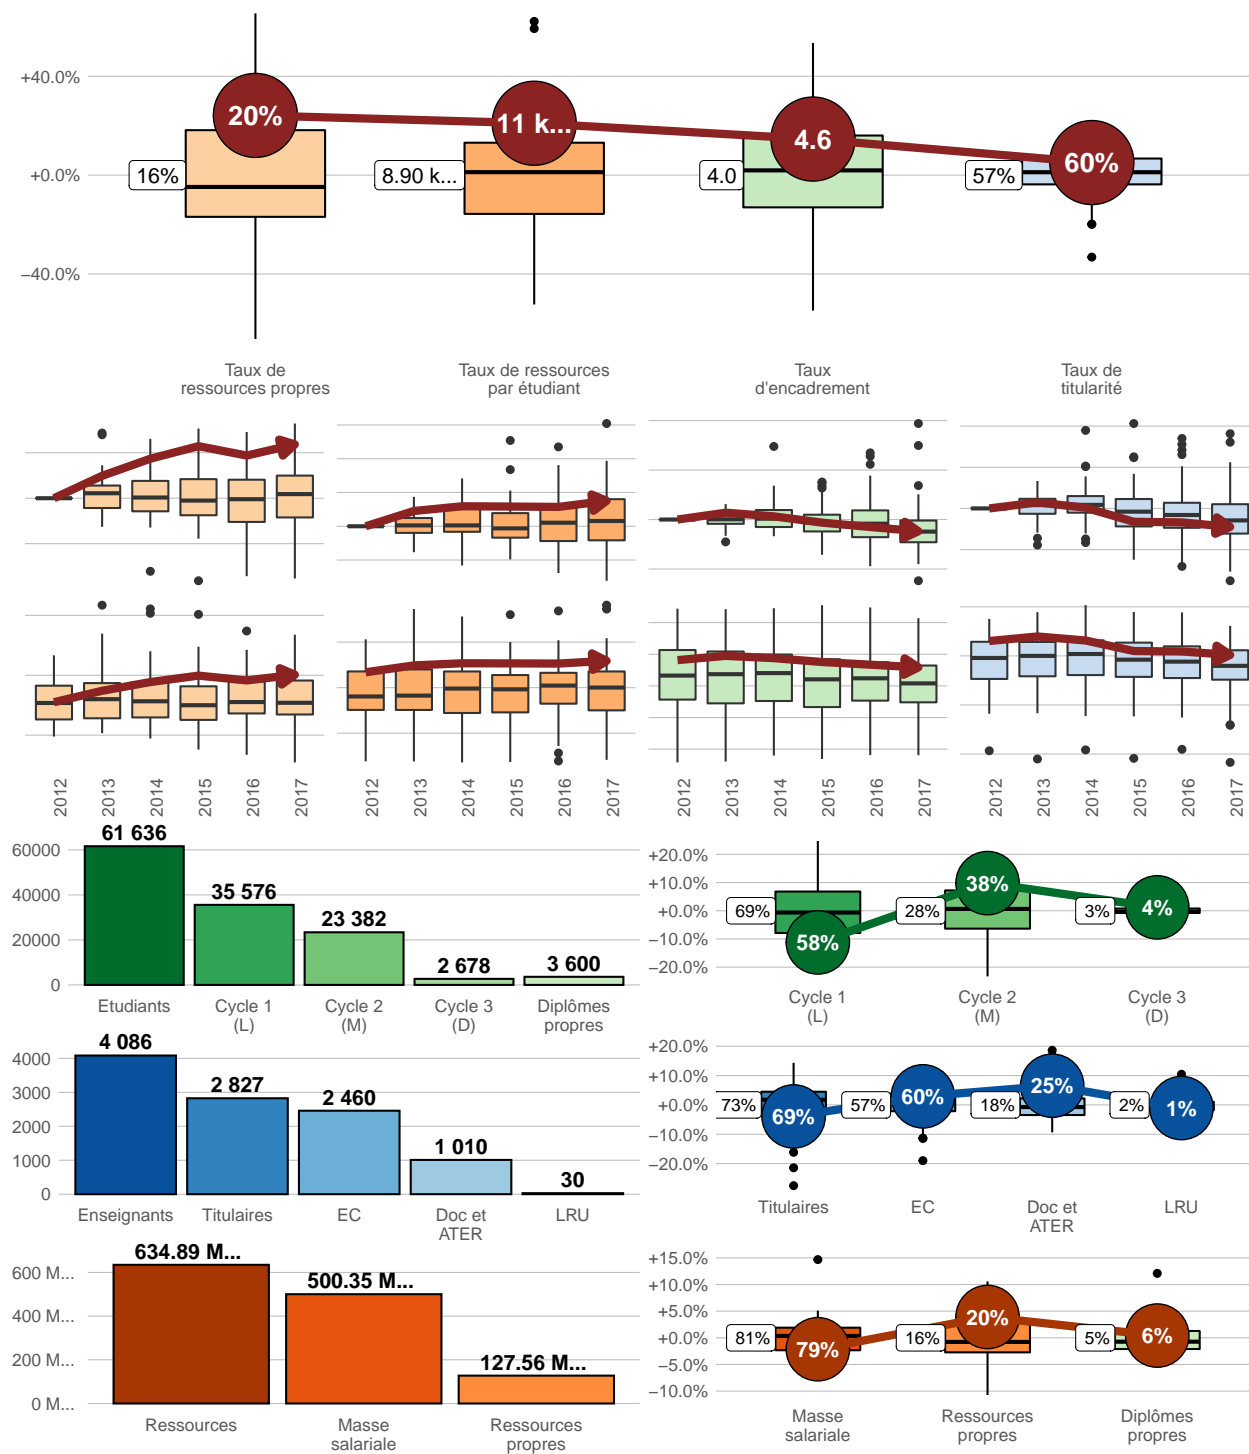 +40.0%
+0.0%
−40.0%
20%
11 k...
4.6
60%
16%
8.90 k...
4.0
57%
Taux de
ressources propres
Taux de ressources
par étudiant
Taux
d'encadrement
Taux de
titularité
2012
2013
2014
2015
2016
2017
2012
2013
2014
2015
2016
2017
2012
2013
2014
2015
2016
2017
2012
2013
2014
2015
2016
2017
60000
40000
20000
0
61 636
35 576
23 382
2 678
3 600
Etudiants
Cycle 1
(L)
Cycle 2
(M)
Cycle 3
(D)
Diplômes
propres
+20.0%
+10.0%
+0.0%
−10.0%
−20.0%
69%
58%
28%
38%
3%
4%
Cycle 1
(L)
Cycle 2
(M)
Cycle 3
(D)
4000
3000
2000
1000
0
4 086
2 827
2 460
1 010
30
Enseignants
Titulaires
EC
Doc et
ATER
LRU
+20.0%
+10.0%
+0.0%
−10.0%
−20.0%
73%
69%
57%
60%
18%
25%
2%
1%
Titulaires
EC
Doc et
ATER
LRU
600 M...
400 M...
200 M...
0 M...
634.89 M...
500.35 M...
127.56 M...
Ressources
Masse
salariale
Ressources
propres
+15.0%
+10.0%
+5.0%
+0.0%
−5.0%
−10.0%
81%
79%
16%
20%
5%
6%
Masse
salariale
Ressources
propres
Diplômes
propres